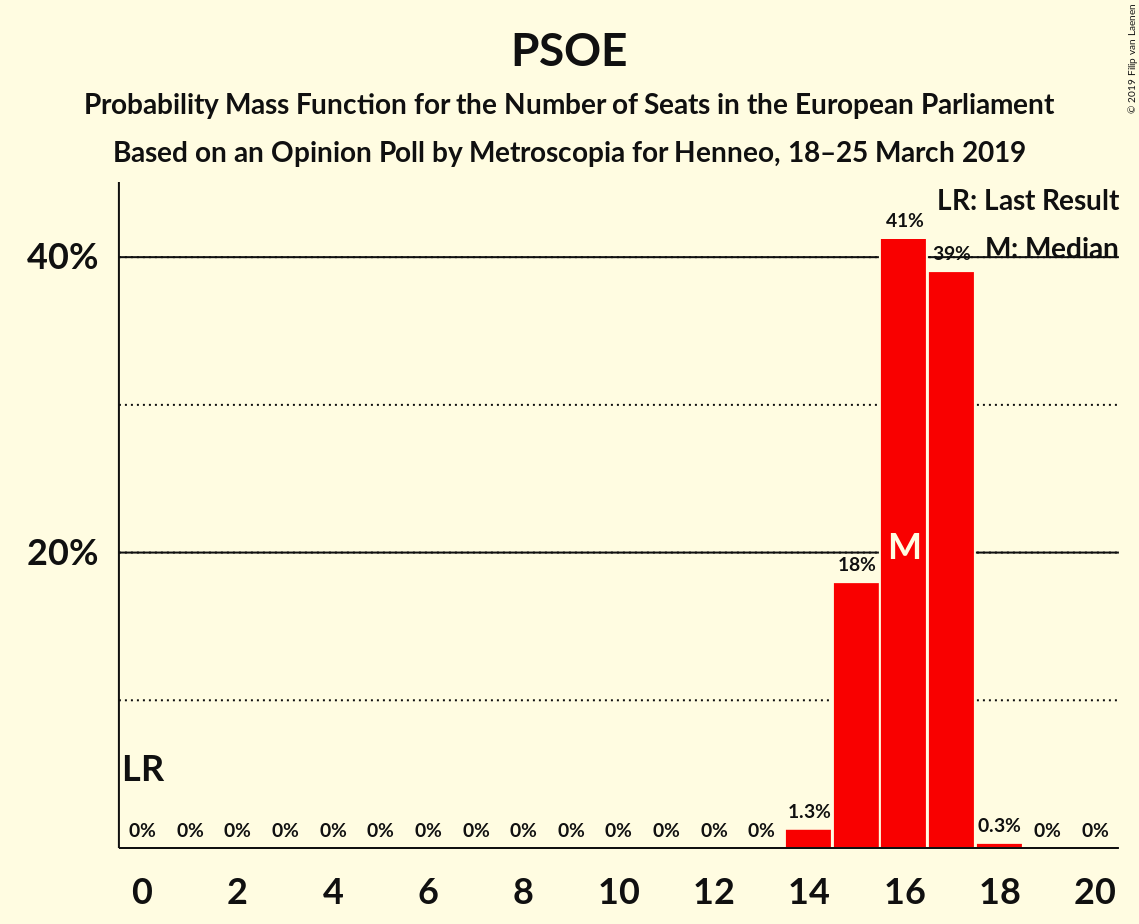 PSOE
Probability Mass Function for the Number of Seats in the European Parliament
Based on an Opinion Poll by Metroscopia for Henneo, 18–25 March 2019
© 2019 Filip van Laenen
LR: Last Result
M: Median
40%
20%
41%
39%
18%
M
LR
0% 0% 0% 0% 0% 0% 0% 0% 0% 0% 0% 0% 0% 0% 1.3% 0.3% 0% 0%
0 2 4 6 8 10 12 14 16 18 20